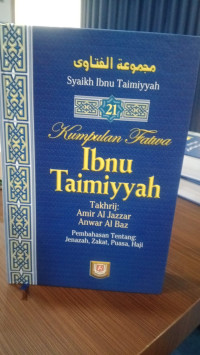 مجموعة الفتاوى
Syaikh Ibnu Taimiyyah
21
Kumpulan Fatwa
Ibnu
Taimiyyah
Takhrij:
Amir Al Jazzar
Anwar Al Baz
Pembahasan Tentang:
Jenazah, Zakat, Puasa, Haji